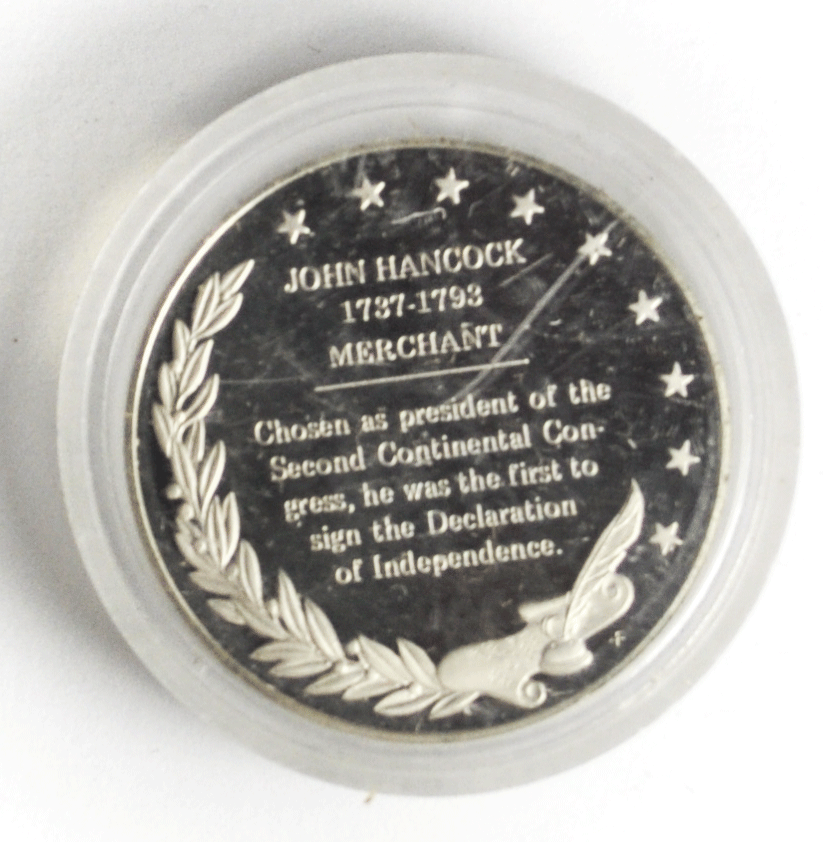 JOHN HANCOCK
1737-1793
MERCHANT
Chosen as president of the
Second Continental Con-
gress, he was the first to
sign the Declaration
of Independence.